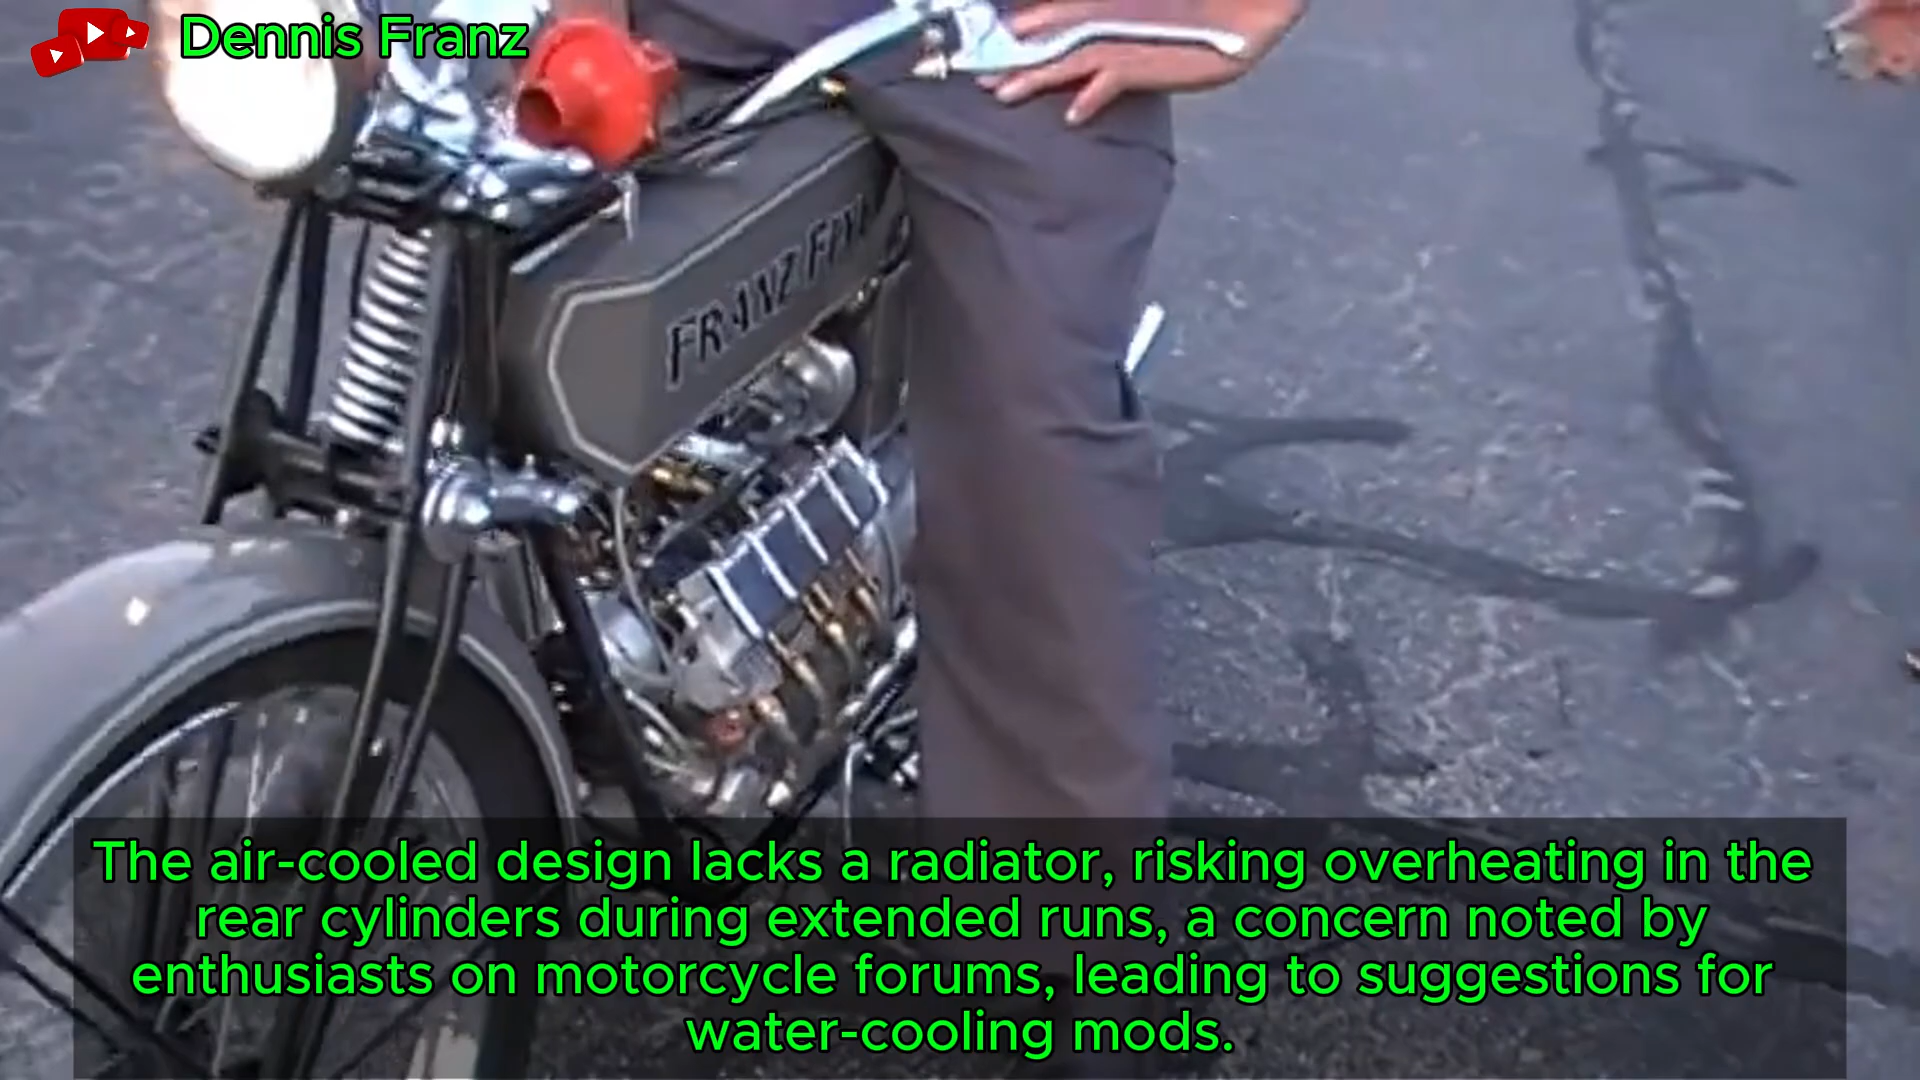 Dennis Franz
FRANZ
The air-cooled design lacks a radiator, risking overheating in the
rear cylinders during extended runs, a concern noted by
enthusiasts on motorcycle forums, leading to suggestions for
water-cooling mods.